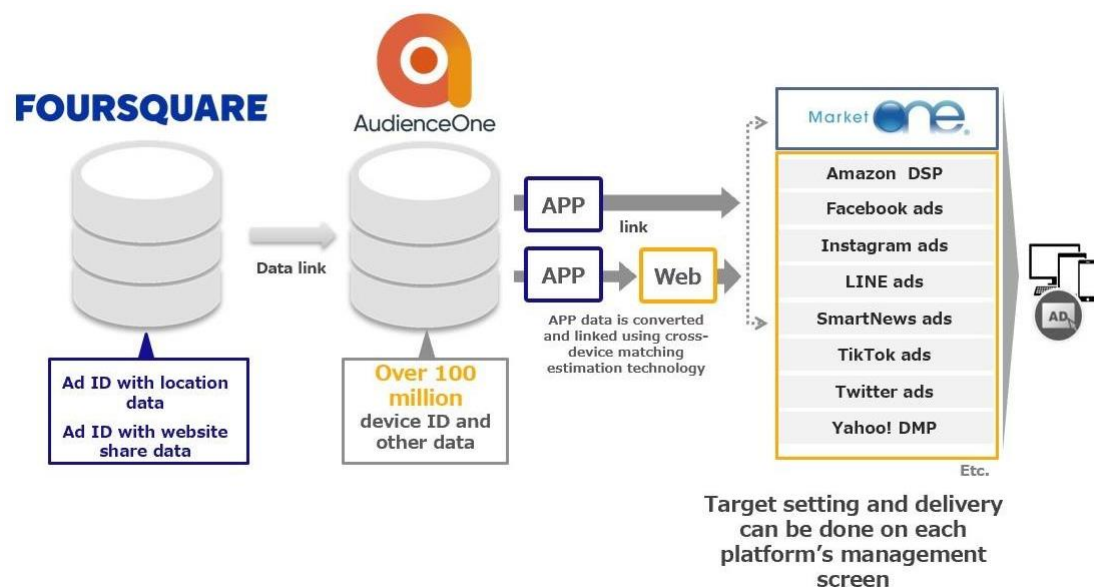 FOURSQUARE
AudienceOne
Data link
Ad ID with location
data
Ad ID with website
share data
Over 100
million
device ID and
other data
APP
link
APP
Web
APP data is converted
and linked using cross-
device matching
estimation technology
Market one®
Amazon DSP
Facebook ads
Instagram ads
LINE ads
SmartNews ads
TikTok ads
Twitter ads
Yahoo! DMP
Etc.
AD
Target setting and delivery
can be done on each
platform’s management
screen